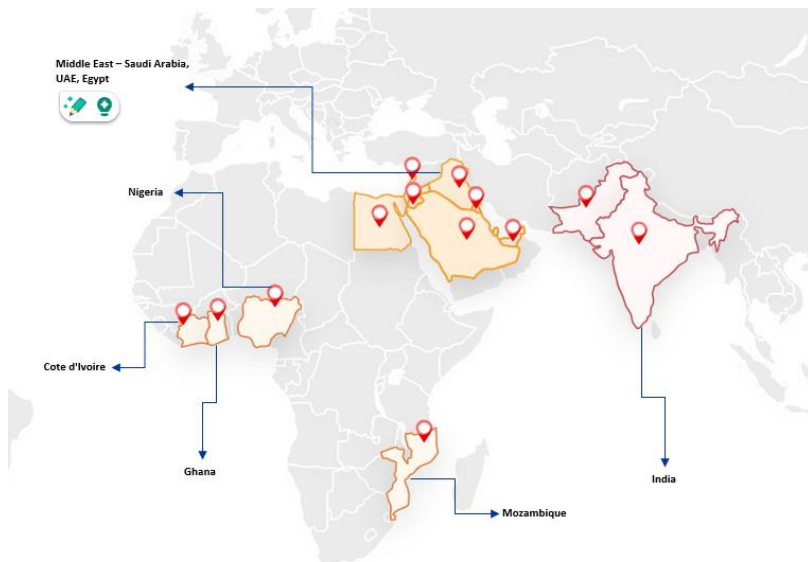 Middle East – Saudi Arabia,
UAE, Egypt
Nigeria
Cote d'Ivoire
Ghana
India
Mozambique